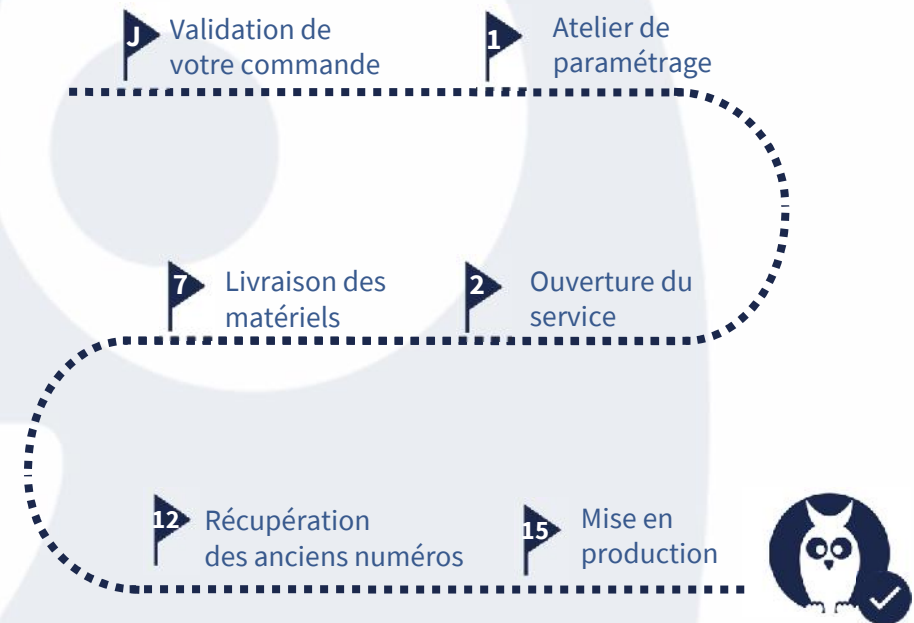 J
Validation de
votre commande
1
Atelier de
paramétrage
2
Ouverture du
service
7
Livraison des
matériels
12
Récupération
des anciens numéros
15
Mise en
production